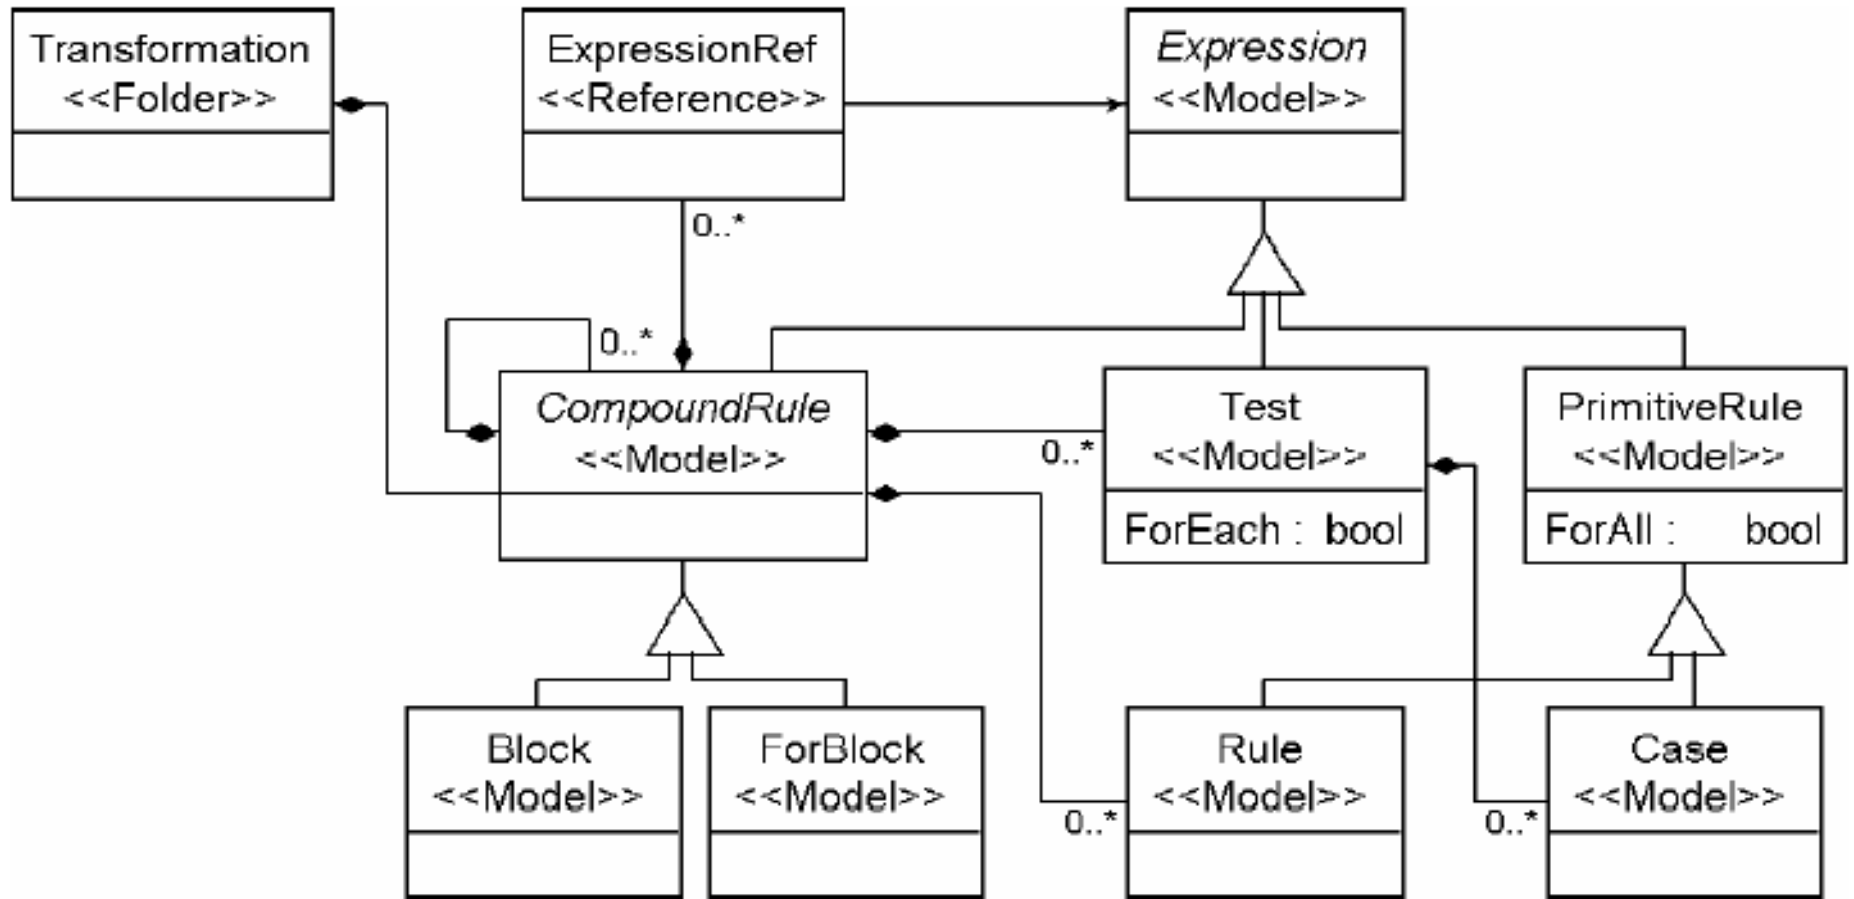 Transformation
<<Folder>>
ExpressionRef
<<Reference>>
Expression
<<Model>>
0..*
0..*
CompoundRule
<<Model>>
0..*
Test
<<Model>>
ForEach : bool
PrimitiveRule
<<Model>>
ForAll : bool
Block
<<Model>>
ForBlock
<<Model>>
0..*
Rule
<<Model>>
0..*
Case
<<Model>>